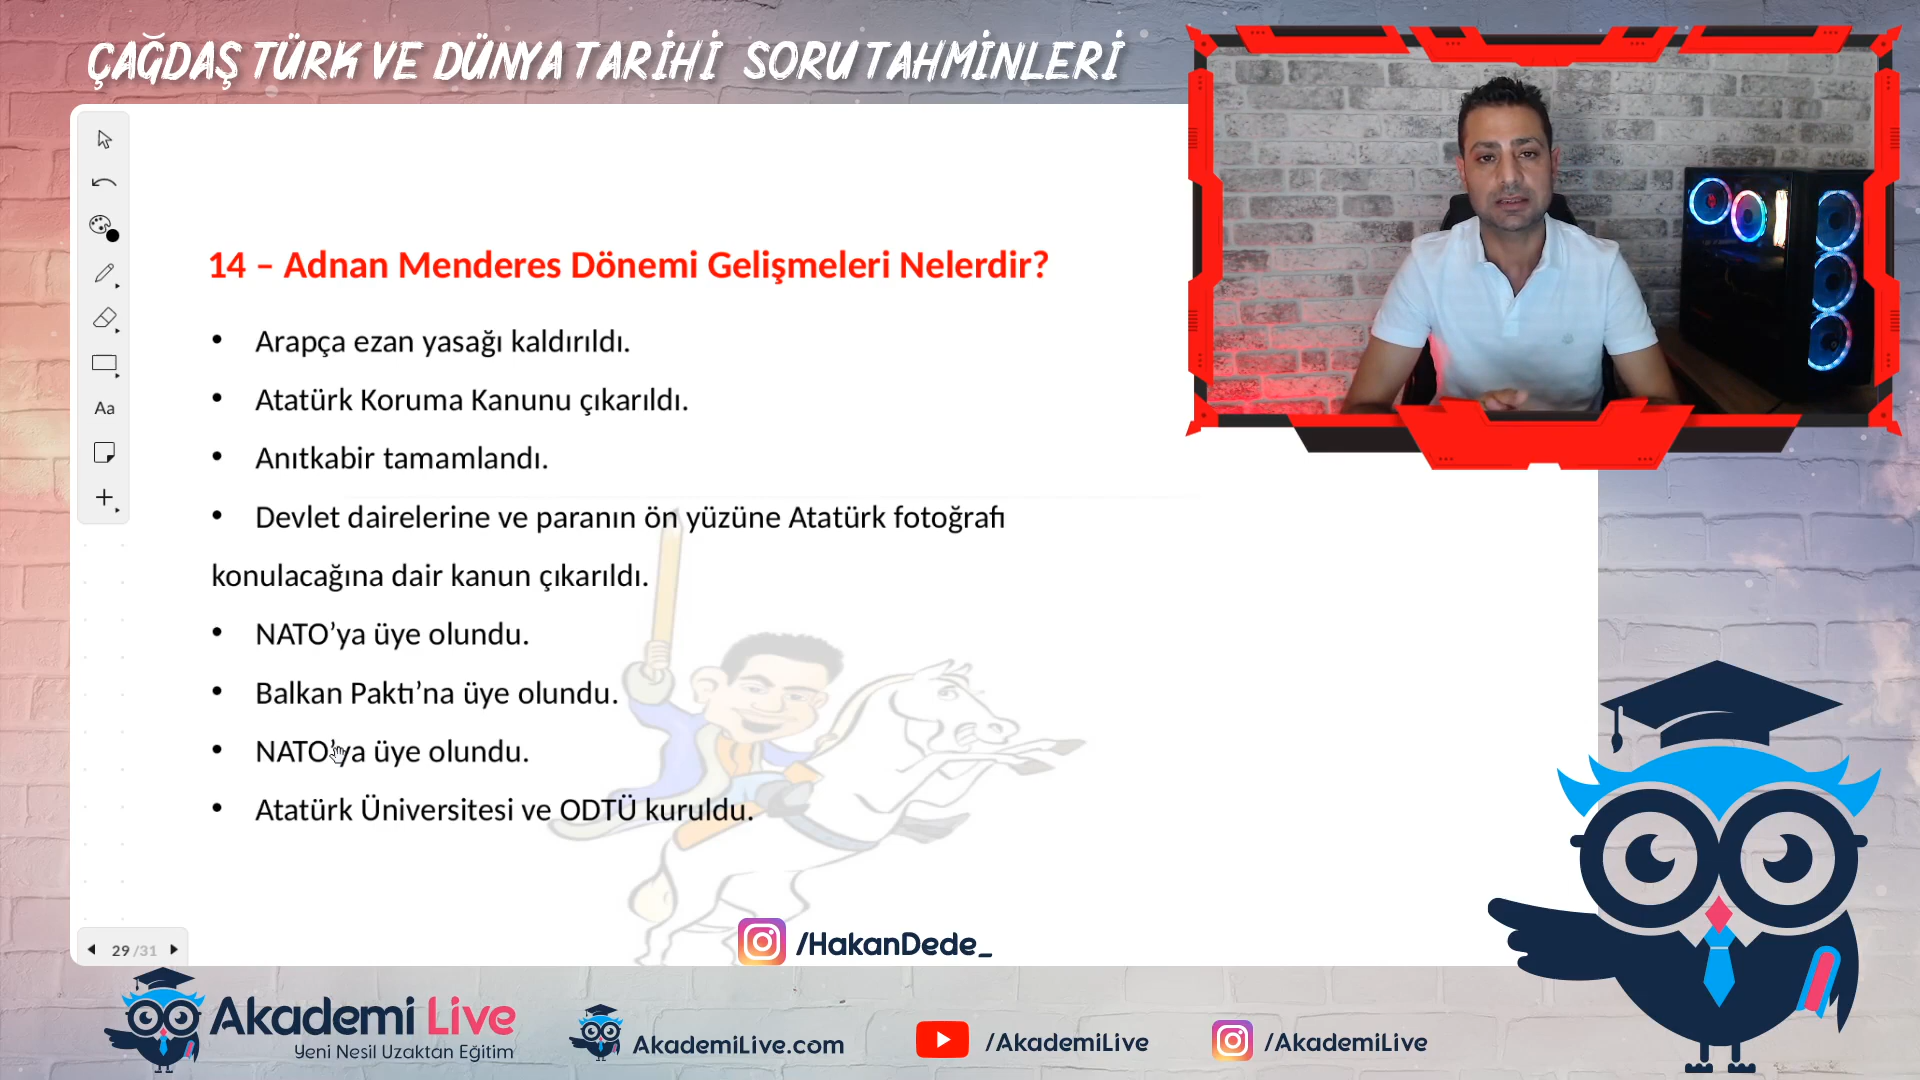 ÇAĞDAŞ TÜRK VE DÜNYA TARİHİ SORU TAHMİNLERİ
14 – Adnan Menderes Dönemi Gelişmeleri Nelerdir?
• Arapça ezan yasağı kaldırıldı.
• Atatürk Koruma Kanunu çıkarıldı.
• Anıtkabir tamamlandı.
• Devlet dairelerine ve paranın ön yüzüne Atatürk fotoğrafı
konulacağına dair kanun çıkarıldı.
• NATO’ya üye olundu.
• Balkan Paktı’na üye olundu.
• NATO’ya üye olundu.
• Atatürk Üniversitesi ve ODTÜ kuruldu.
Aa
29 /31
/HakanDede_
Akademi Live
Yeni Nesil Uzaktan Eğitim
AkademiLive.com
/AkademiLive
/AkademiLive